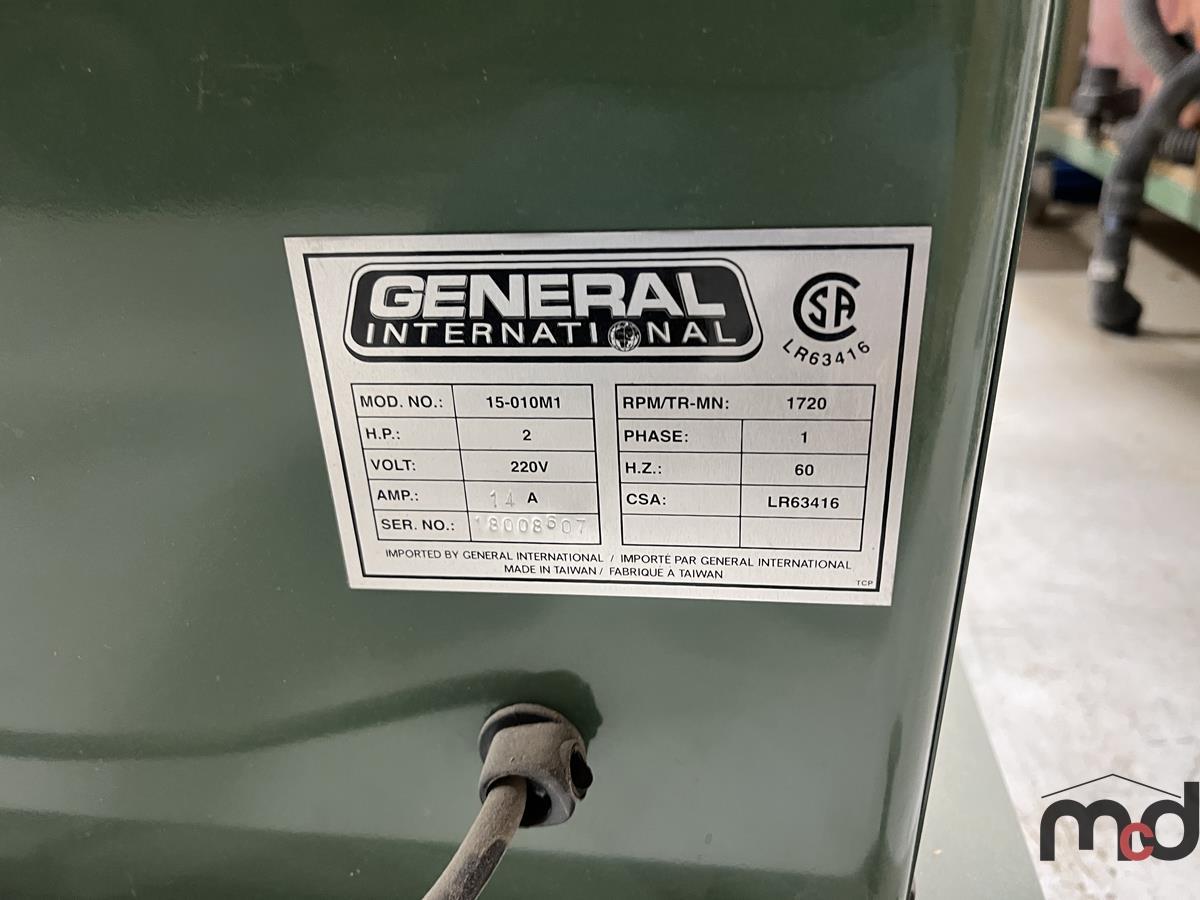 GENERAL
INTERNATIONAL
CSA
LR63416
MOD. NO.: 15-010M1
H.P.: 2
VOLT: 220V
AMP.: 14 A
SER. NO.: 18008607
RPM/TR-MN: 1720
PHASE: 1
H.Z.: 60
CSA: LR63416
IMPORTED BY GENERAL INTERNATIONAL / IMPORTÉ PAR GENERAL INTERNATIONAL
MADE IN TAIWAN / FABRIQUÉ A TAIWAN
TCP
mcd